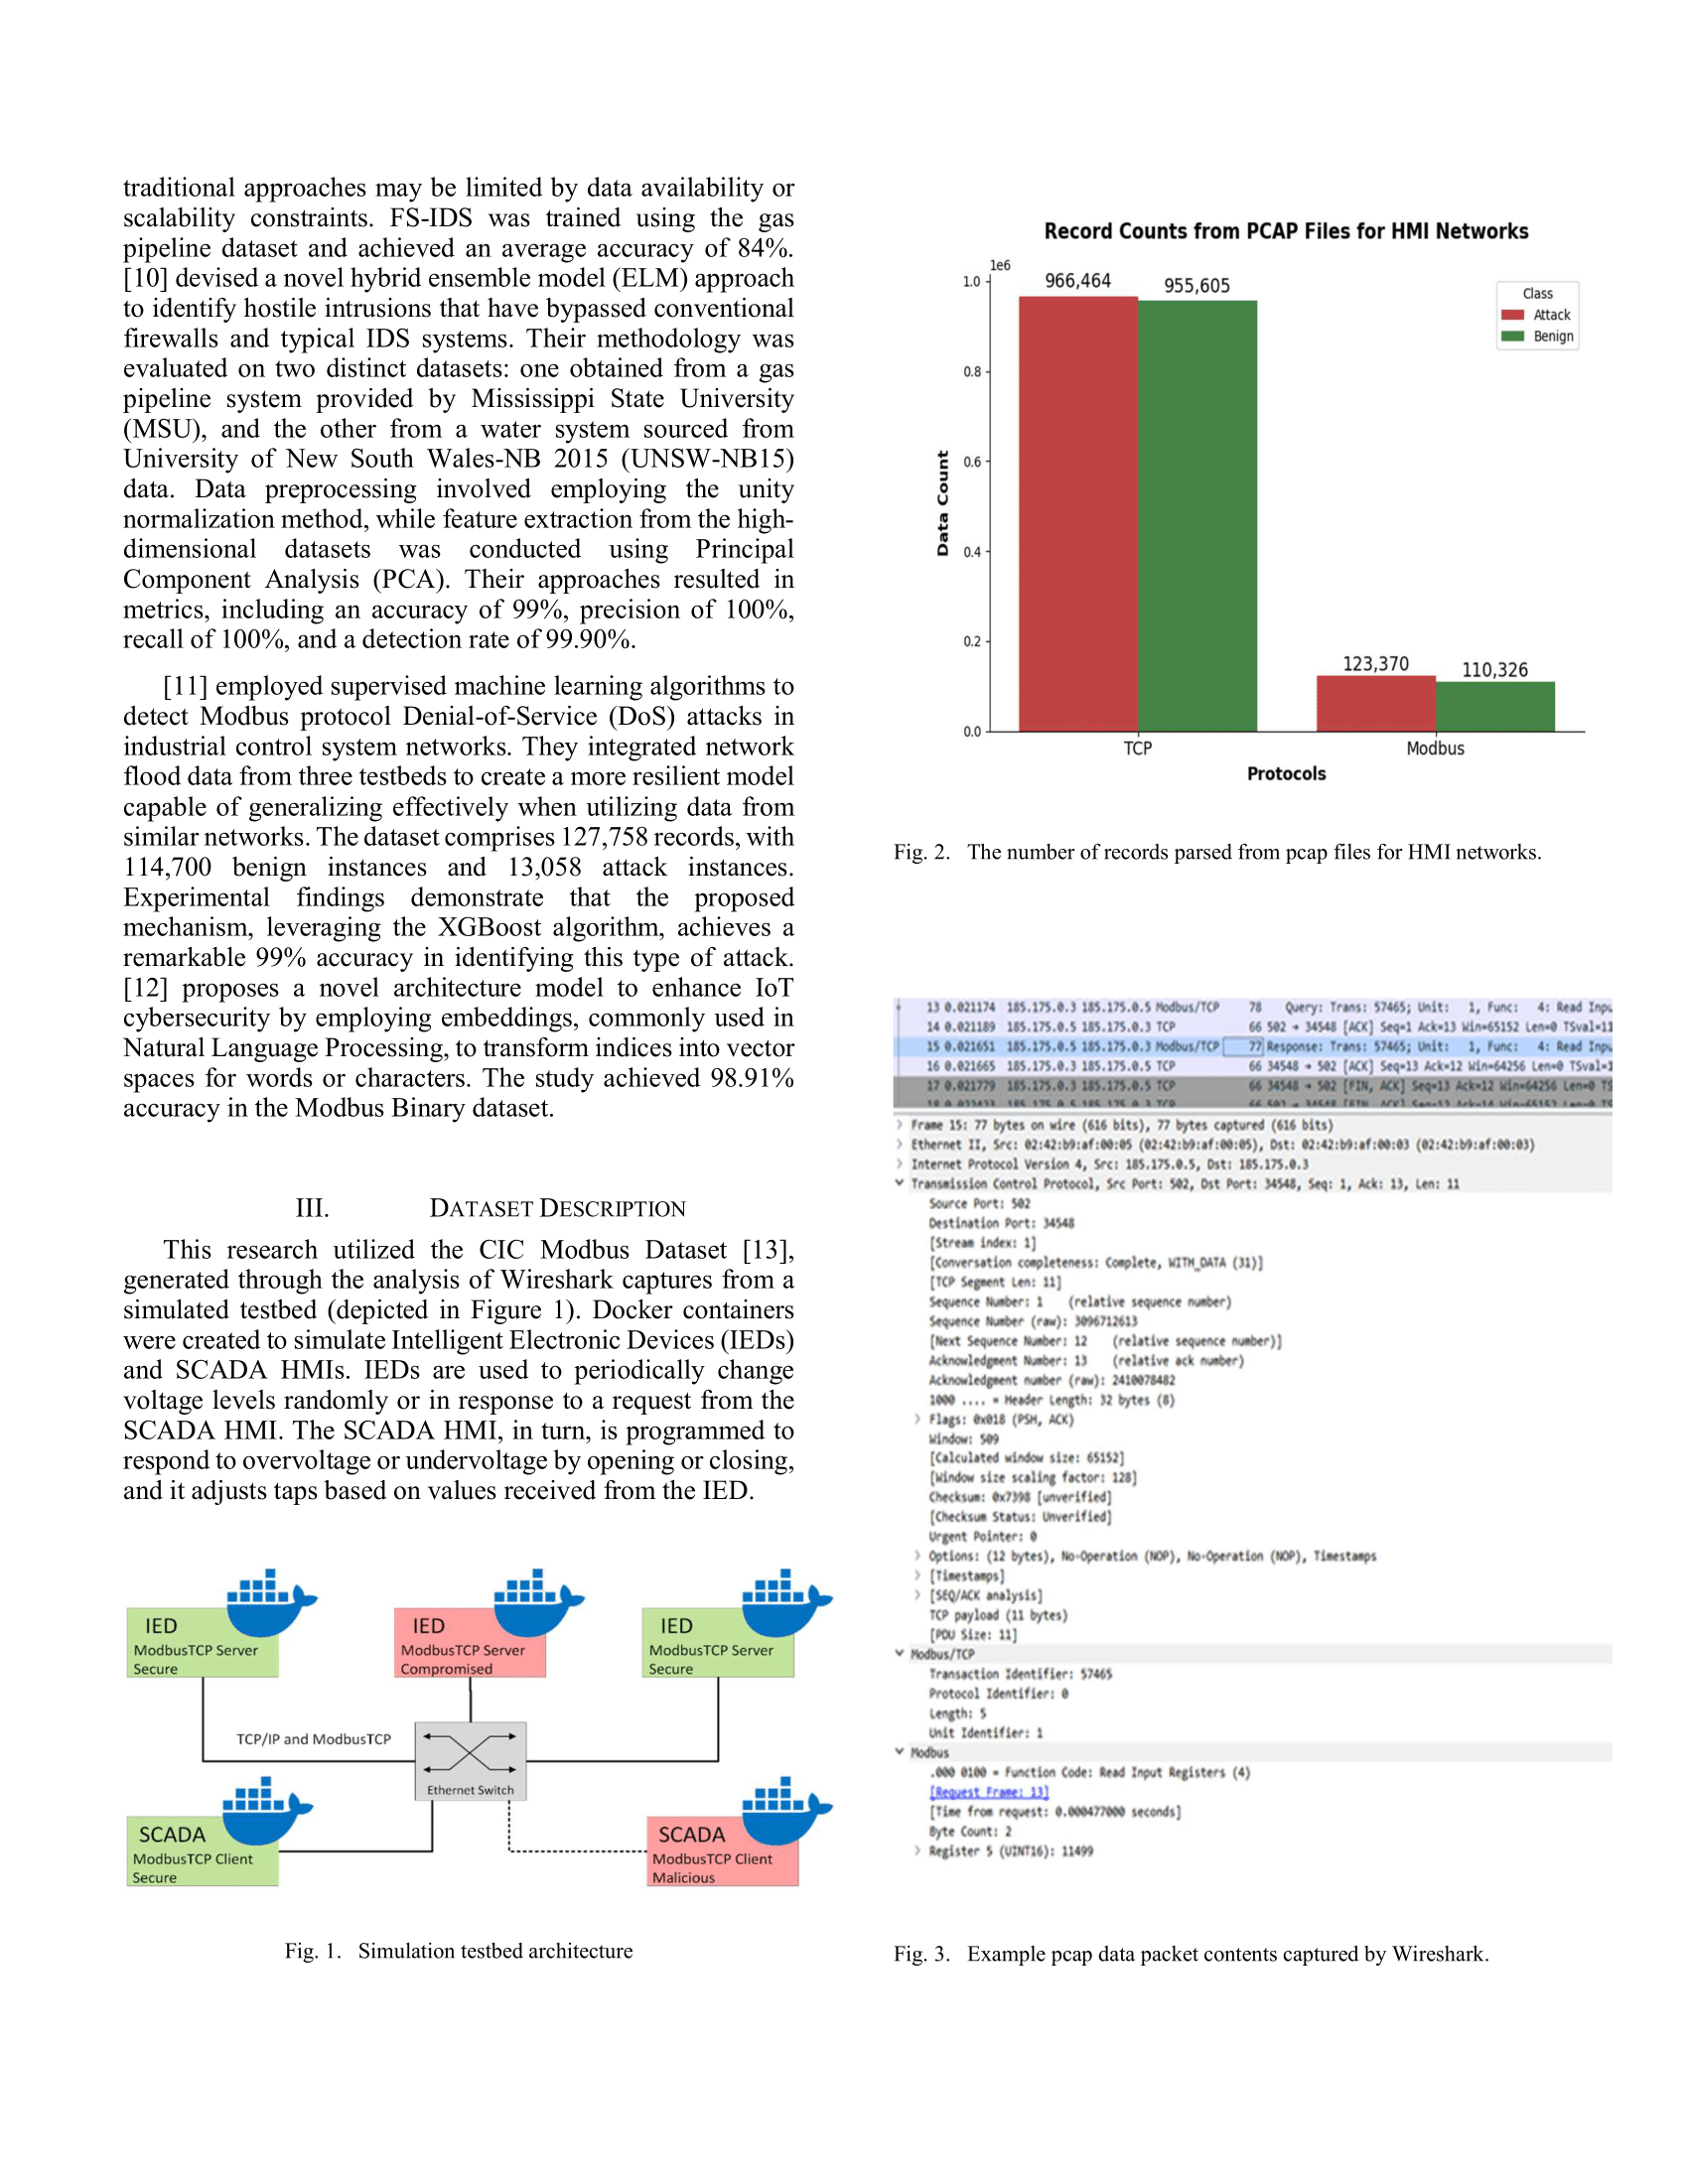 traditional approaches may be limited by data availability or
scalability constraints. FS-IDS was trained using the gas
pipeline dataset and achieved an average accuracy of 84%.
[10] devised a novel hybrid ensemble model (ELM) approach
to identify hostile intrusions that have bypassed conventional
firewalls and typical IDS systems. Their methodology was
evaluated on two distinct datasets: one obtained from a gas
pipeline system provided by Mississippi State University
(MSU), and the other from a water system sourced from
University of New South Wales-NB 2015 (UNSW-NB15)
data. Data preprocessing involved employing the unity
normalization method, while feature extraction from the high-
dimensional datasets was conducted using Principal
Component Analysis (PCA). Their approaches resulted in
metrics, including an accuracy of 99%, precision of 100%,
recall of 100%, and a detection rate of 99.90%.
[11] employed supervised machine learning algorithms to
detect Modbus protocol Denial-of-Service (DoS) attacks in
industrial control system networks. They integrated network
flood data from three testbeds to create a more resilient model
capable of generalizing effectively when utilizing data from
similar networks. The dataset comprises 127,758 records, with
114,700 benign instances and 13,058 attack instances.
Experimental findings demonstrate that the proposed
mechanism, leveraging the XGBoost algorithm, achieves a
remarkable 99% accuracy in identifying this type of attack.
[12] proposes a novel architecture model to enhance IoT
cybersecurity by employing embeddings, commonly used in
Natural Language Processing, to transform indices into vector
spaces for words or characters. The study achieved 98.91%
accuracy in the Modbus Binary dataset.
III. DATASET DESCRIPTION
This research utilized the CIC Modbus Dataset [13],
generated through the analysis of Wireshark captures from a
simulated testbed (depicted in Figure 1). Docker containers
were created to simulate Intelligent Electronic Devices (IEDs)
and SCADA HMIs. IEDs are used to periodically change
voltage levels randomly or in response to a request from the
SCADA HMI. The SCADA HMI, in turn, is programmed to
respond to overvoltage or undervoltage by opening or closing,
and it adjusts taps based on values received from the IED.
IED
ModbusTCP Server
Secure
IED
ModbusTCP Server
Compromised
IED
ModbusTCP Server
Secure
TCP/IP and ModbusTCP
Ethernet Switch
SCADA
ModbusTCP Client
Secure
SCADA
ModbusTCP Client
Malicious
Fig. 1. Simulation testbed architecture
Record Counts from PCAP Files for HMI Networks
1e6
1.0
0.8
0.6
0.4
0.2
0.0
Data Count
966,464
955,605
123,370
110,326
Class
Attack
Benign
TCP
Modbus
Protocols
Fig. 2. The number of records parsed from pcap files for HMI networks.
13 0.021174 185.175.0.3 185.175.0.5 Modbus/TCP 78 Query: Trans: 57465; Unit: 1, Func: 4: Read Inpu
14 0.021189 185.175.0.5 185.175.0.3 TCP 66 502 → 34548 [ACK] Seq=1 Ack=13 Win=65152 Len=0 TSval=11
15 0.021651 185.175.0.5 185.175.0.3 Modbus/TCP 77 Response: Trans: 57465; Unit: 1, Func: 4: Read Inpu
16 0.021665 185.175.0.3 185.175.0.5 TCP 66 34548 → 502 [ACK] Seq=13 Ack=12 Win=64256 Len=0 TSval=1
17 0.021779 185.175.0.3 185.175.0.5 TCP 66 34548 → 502 [FIN, ACK] Seq=13 Ack=12 Win=64256 Len=0 TS
Frame 15: 77 bytes on wire (616 bits), 77 bytes captured (616 bits)
Ethernet II, Src: 02:42:b9:af:00:05 (02:42:b9:af:00:05), Dst: 02:42:b9:af:00:03 (02:42:b9:af:00:03)
Internet Protocol Version 4, Src: 185.175.0.5, Dst: 185.175.0.3
Transmission Control Protocol, Src Port: 502, Dst Port: 34548, Seq: 1, Ack: 13, Len: 11
Source Port: 502
Destination Port: 34548
[Stream index: 1]
[Conversation completeness: Complete, WITH_DATA (31)]
[TCP Segment Len: 11]
Sequence Number: 1 (relative sequence number)
Sequence Number (raw): 3096712613
[Next Sequence Number: 12 (relative sequence number)]
Acknowledgment Number: 13 (relative ack number)
Acknowledgment number (raw): 2410078482
1000 .... = Header Length: 32 bytes (8)
Flags: 0x018 (PSH, ACK)
Window: 509
[Calculated window size: 65152]
[Window size scaling factor: 128]
Checksum: 0x7398 [unverified]
[Checksum Status: Unverified]
Urgent Pointer: 0
Options: (12 bytes), No-Operation (NOP), No-Operation (NOP), Timestamps
[Timestamps]
[SEQ/ACK analysis]
TCP payload (11 bytes)
[PDU Size: 11]
Modbus/TCP
Transaction Identifier: 57465
Protocol Identifier: 0
Length: 5
Unit Identifier: 1
Modbus
.000 0100 = Function Code: Read Input Registers (4)
[Request Frame: 13]
[Time from request: 0.000477000 seconds]
Byte Count: 2
Register 5 (UINT16): 11499
Fig. 3. Example pcap data packet contents captured by Wireshark.